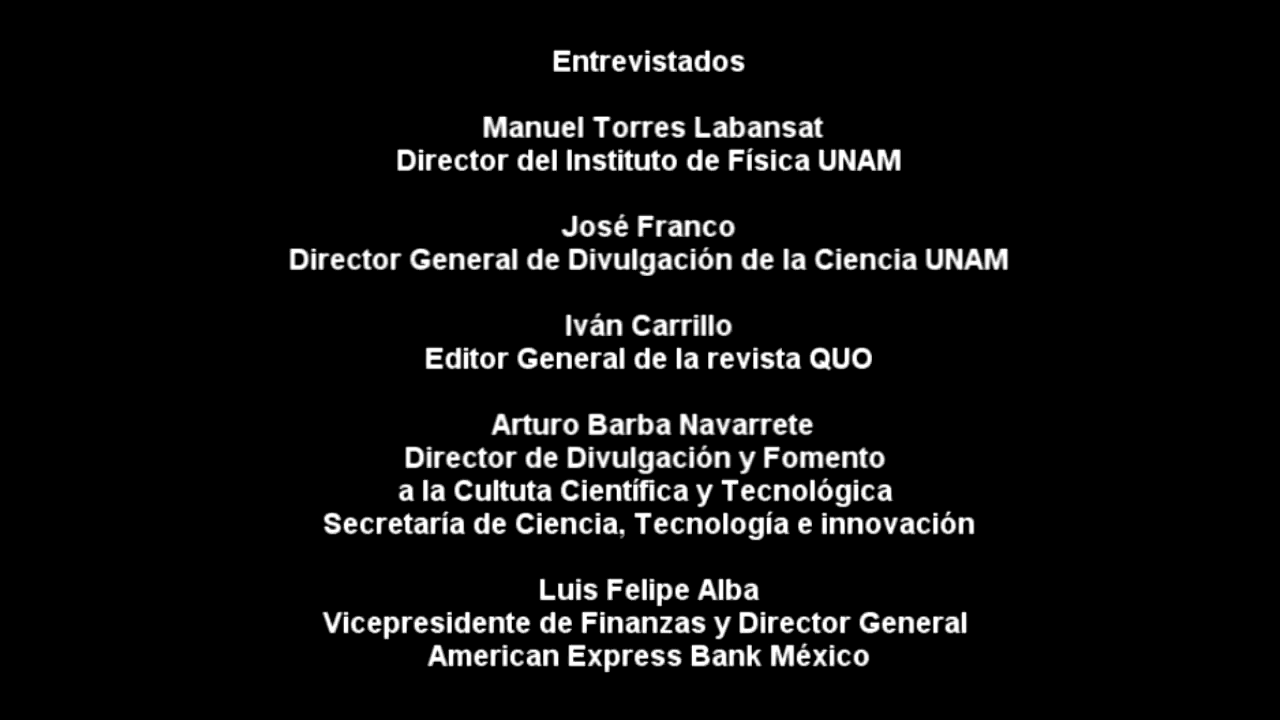 Entrevistados
Manuel Torres Labansat
Director del Instituto de Física UNAM
José Franco
Director General de Divulgación de la Ciencia UNAM
Iván Carrillo
Editor General de la revista QUO
Arturo Barba Navarrete
Director de Divulgación y Fomento
a la Cultuta Científica y Tecnológica
Secretaría de Ciencia, Tecnología e innovación
Luis Felipe Alba
Vicepresidente de Finanzas y Director General
American Express Bank México